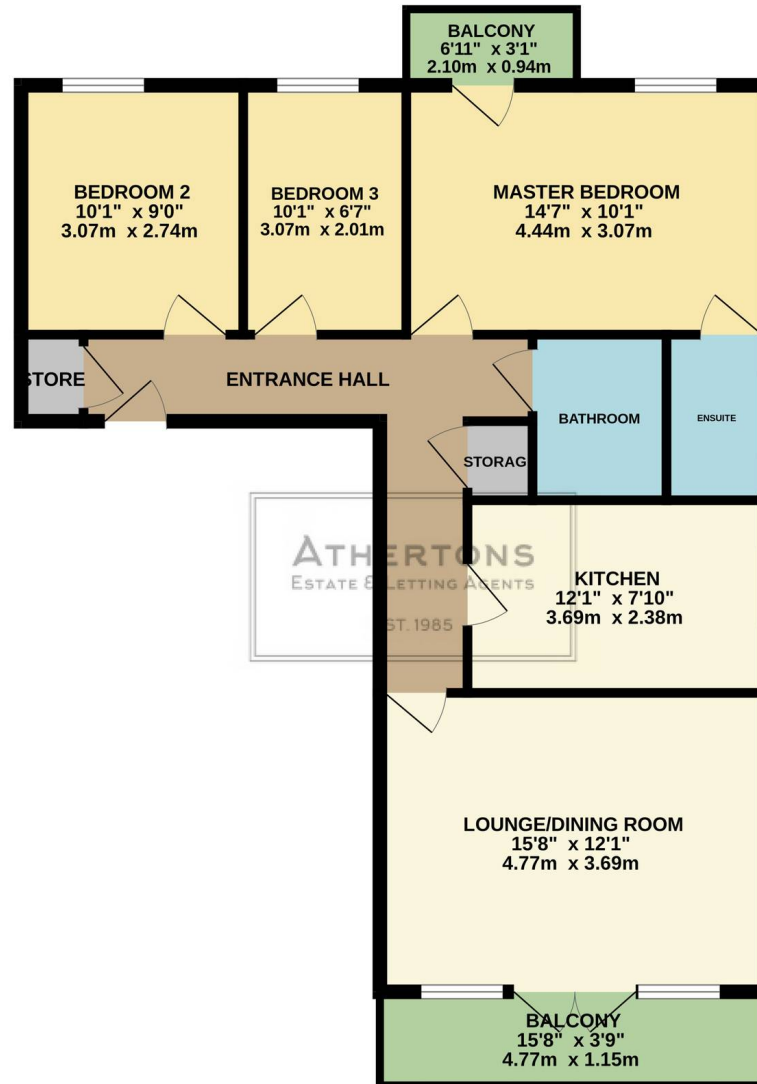 BALCONY
6'11" x 3'1"
2.10m x 0.94m
BEDROOM 2
10'1" x 9'0"
3.07m x 2.74m
BEDROOM 3
10'1" x 6'7"
3.07m x 2.01m
MASTER BEDROOM
14'7" x 10'1"
4.44m x 3.07m
STORE
ENTRANCE HALL
BATHROOM
ENSUITE
STORAG
ATHERTONS
ESTATE & LETTING AGENTS
EST. 1985
KITCHEN
12'1" x 7'10"
3.69m x 2.38m
LOUNGE/DINING ROOM
15'8" x 12'1"
4.77m x 3.69m
BALCONY
15'8" x 3'9"
4.77m x 1.15m